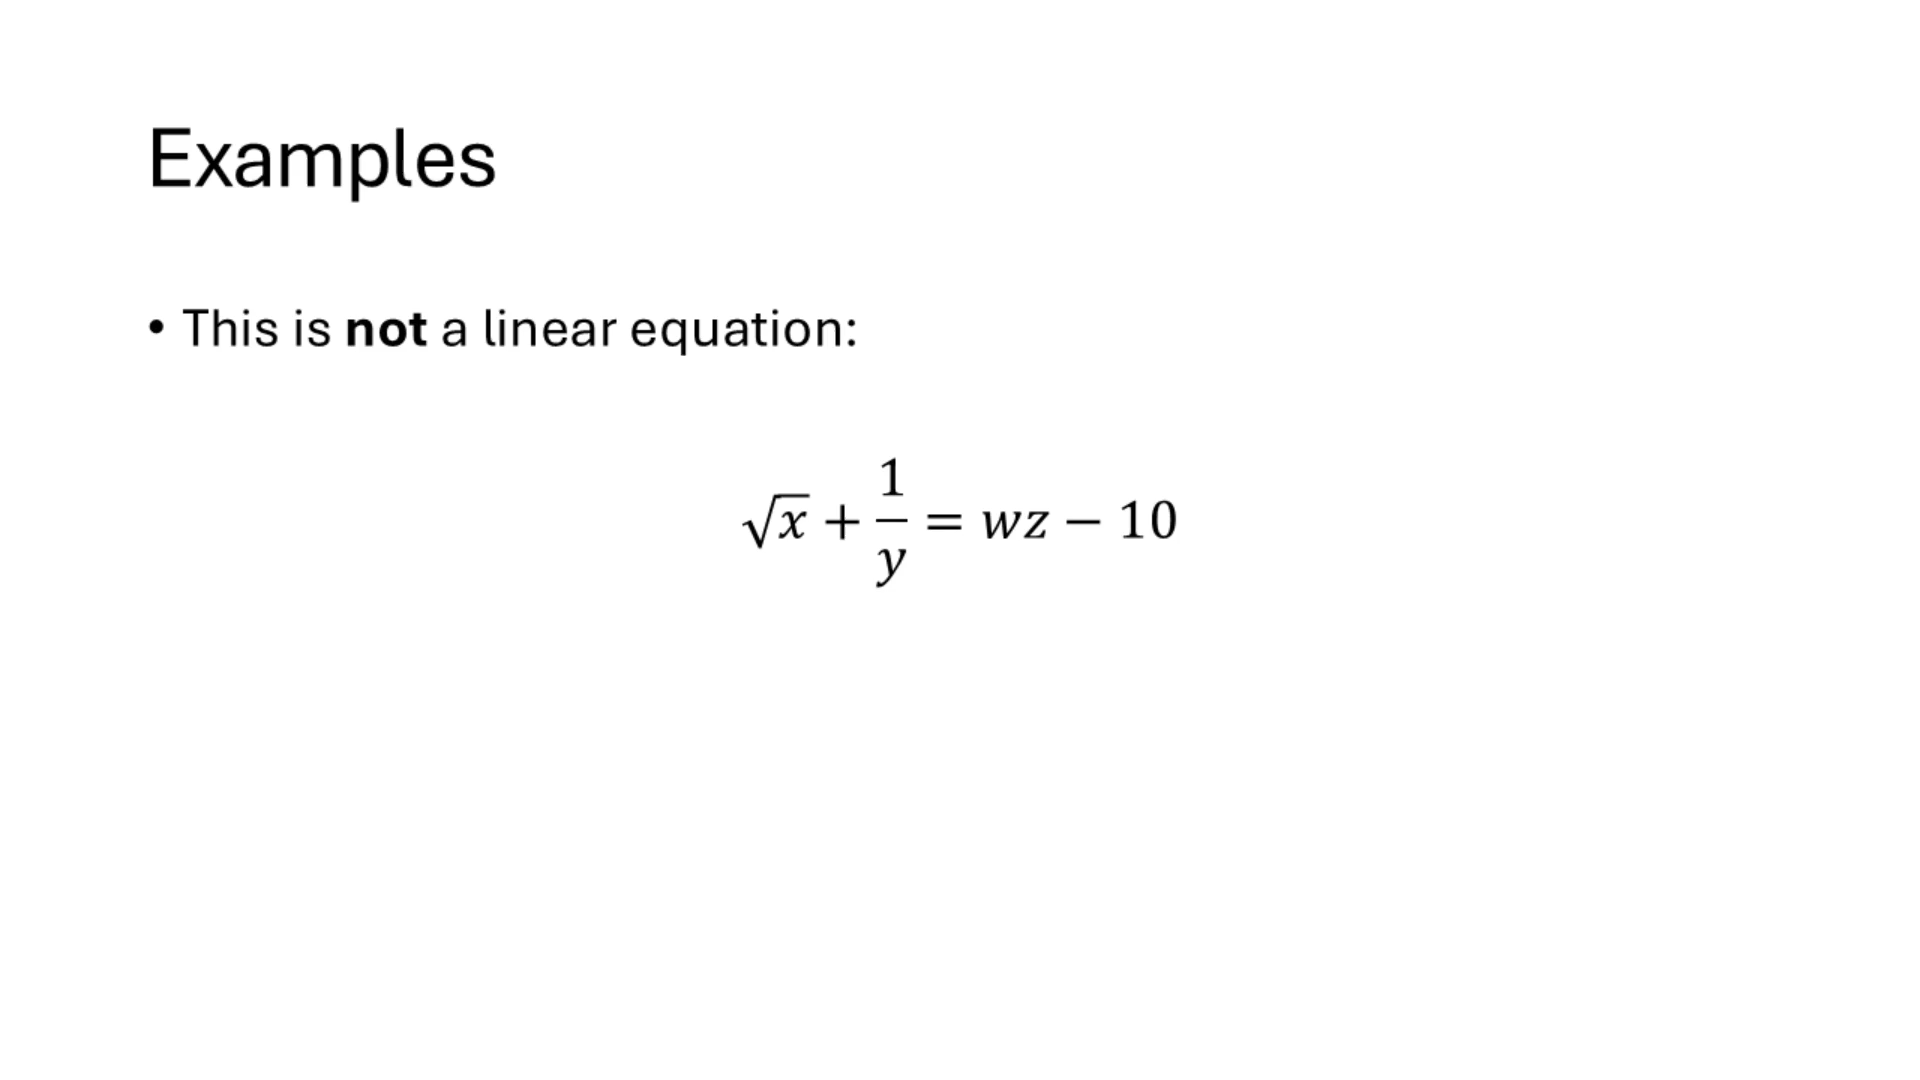 Examples
• This is not a linear equation:
√x + 1/y = wz − 10